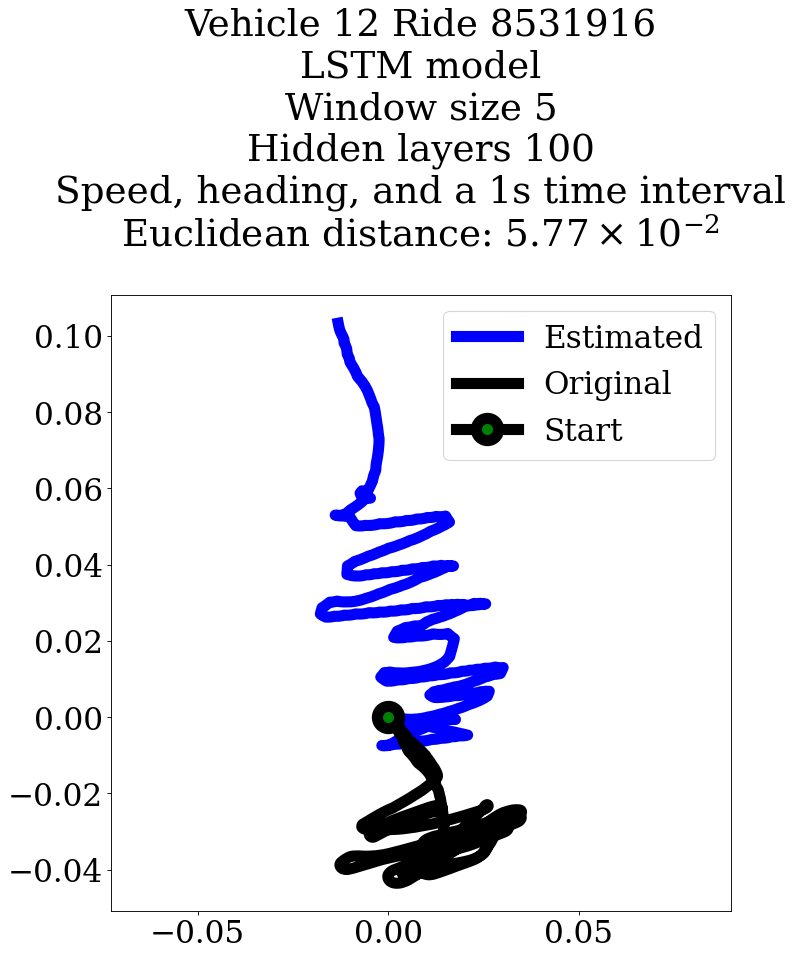 Vehicle 12 Ride 8531916
LSTM model
Window size 5
Hidden layers 100
Speed, heading, and a 1s time interval
Euclidean distance: 5.77 × 10⁻²
Estimated
Original
Start
0.10
0.08
0.06
0.04
0.02
0.00
−0.02
−0.04
−0.05 0.00 0.05